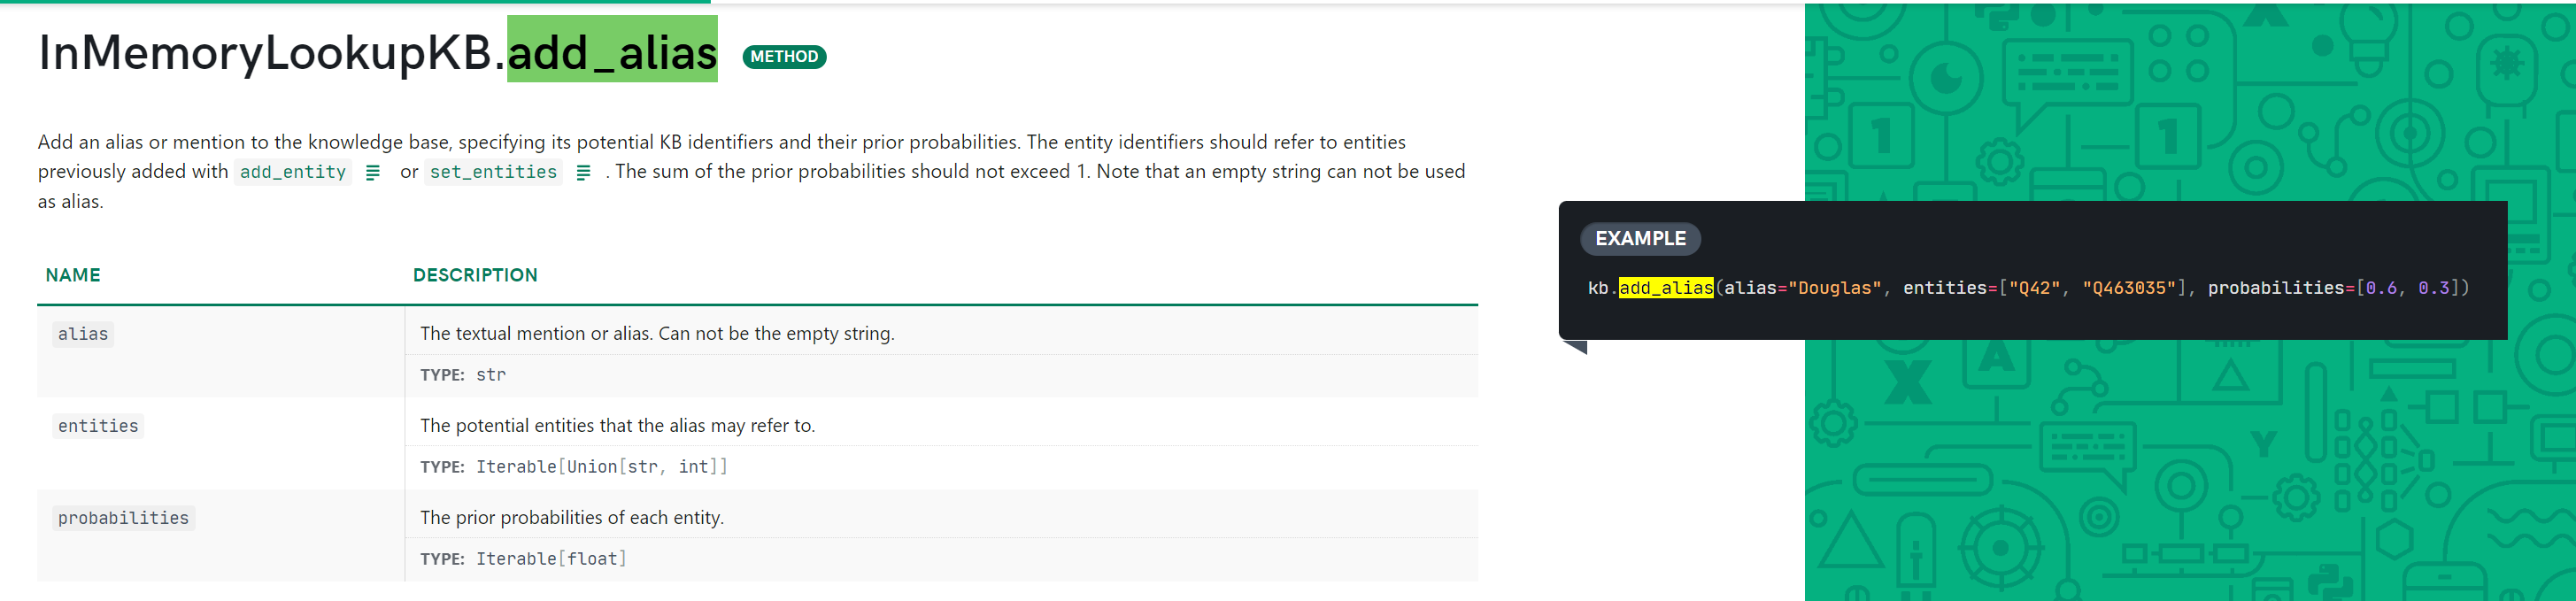 InMemoryLookupKB.add_alias METHOD
Add an alias or mention to the knowledge base, specifying its potential KB identifiers and their prior probabilities. The entity identifiers should refer to entities
previously added with add_entity or set_entities . The sum of the prior probabilities should not exceed 1. Note that an empty string can not be used
as alias.
NAME DESCRIPTION
alias The textual mention or alias. Can not be the empty string.
TYPE: str
entities The potential entities that the alias may refer to.
TYPE: Iterable[Union[str, int]]
probabilities The prior probabilities of each entity.
TYPE: Iterable[float]
EXAMPLE
kb.add_alias(alias="Douglas", entities=["Q42", "Q463035"], probabilities=[0.6, 0.3])
X
1
1
X
A
Y